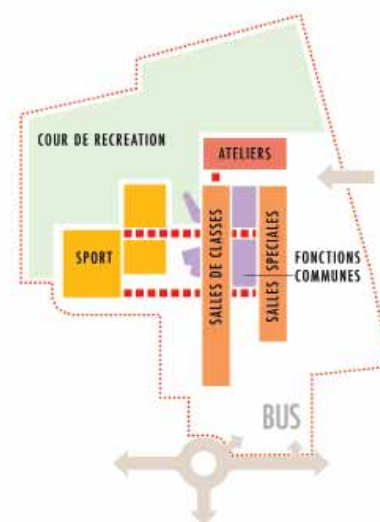 COUR DE RECREATION
ATELIERS
SPORT
SALLES DE CLASSES
SALLES SPECIALES
FONCTIONS
COMMUNES
BUS